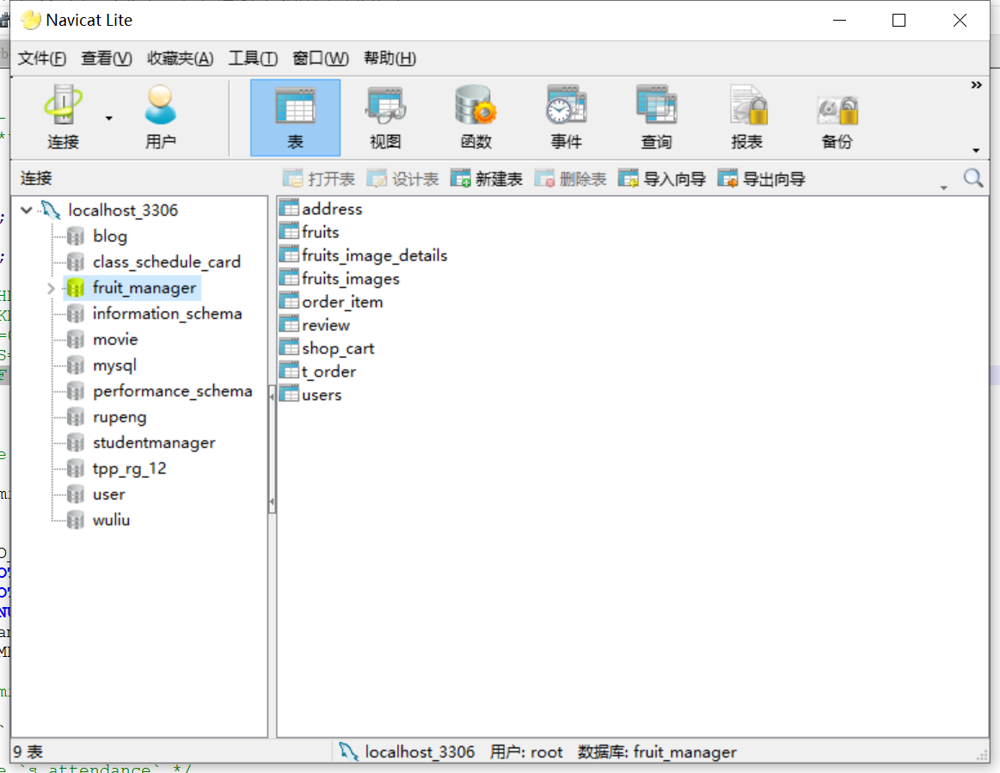 Navicat Lite
文件(F) 查看(V) 收藏夹(A) 工具(T) 窗口(W) 帮助(H)
连接 用户 表 视图 函数 事件 查询 报表 备份
连接 打开表 设计表 新建表 删除表 导入向导 导出向导
localhost_3306
blog
class_schedule_card
fruit_manager
information_schema
movie
mysql
performance_schema
rupeng
studentmanager
tpp_rg_12
user
wuliu
address
fruits
fruits_image_details
fruits_images
order_item
review
shop_cart
t_order
users
9 表 localhost_3306 用户: root 数据库: fruit_manager
`s_attendance` */